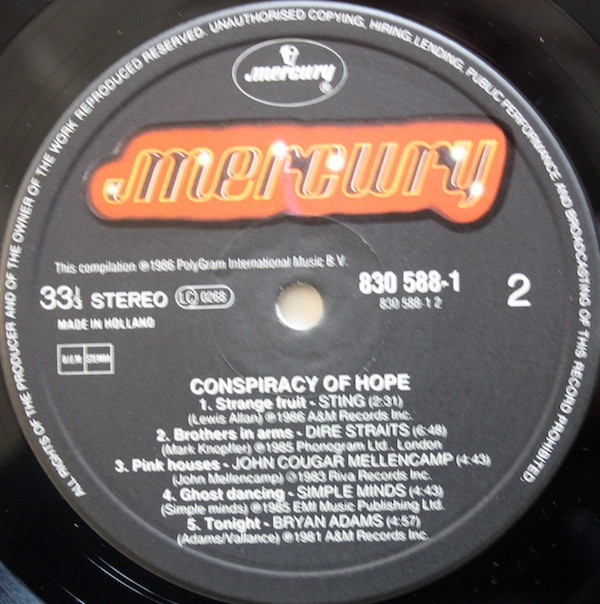 ALL RIGHTS OF THE PRODUCER AND OF THE OWNER OF THE WORK REPRODUCED RESERVED. UNAUTHORISED COPYING, HIRING, LENDING, PUBLIC PERFORMANCE AND BROADCASTING OF THIS RECORD PROHIBITED.
mercury
®
mercury
This compilation ℗1986 PolyGram International Music B.V.
33⅓ STEREO LC 0268
830 588-1
830 588-1 2
2
MADE IN HOLLAND
B.I.E.M. STEMRA
CONSPIRACY OF HOPE
1. Strange fruit - STING (2:31)
(Lewis Allan) ℗1986 A&M Records Inc.
2. Brothers in arms - DIRE STRAITS (6:48)
(Mark Knopfler) ℗1985 Phonogram Ltd., London
3. Pink houses - JOHN COUGAR MELLENCAMP (4:43)
(John Mellencamp) ℗1983 Riva Records Inc.
4. Ghost dancing - SIMPLE MINDS (4:43)
(Simple minds) ℗1985 EMI Music Publishing Ltd.
5. Tonight - BRYAN ADAMS (4:57)
(Adams/Vallance) ℗1981 A&M Records Inc.